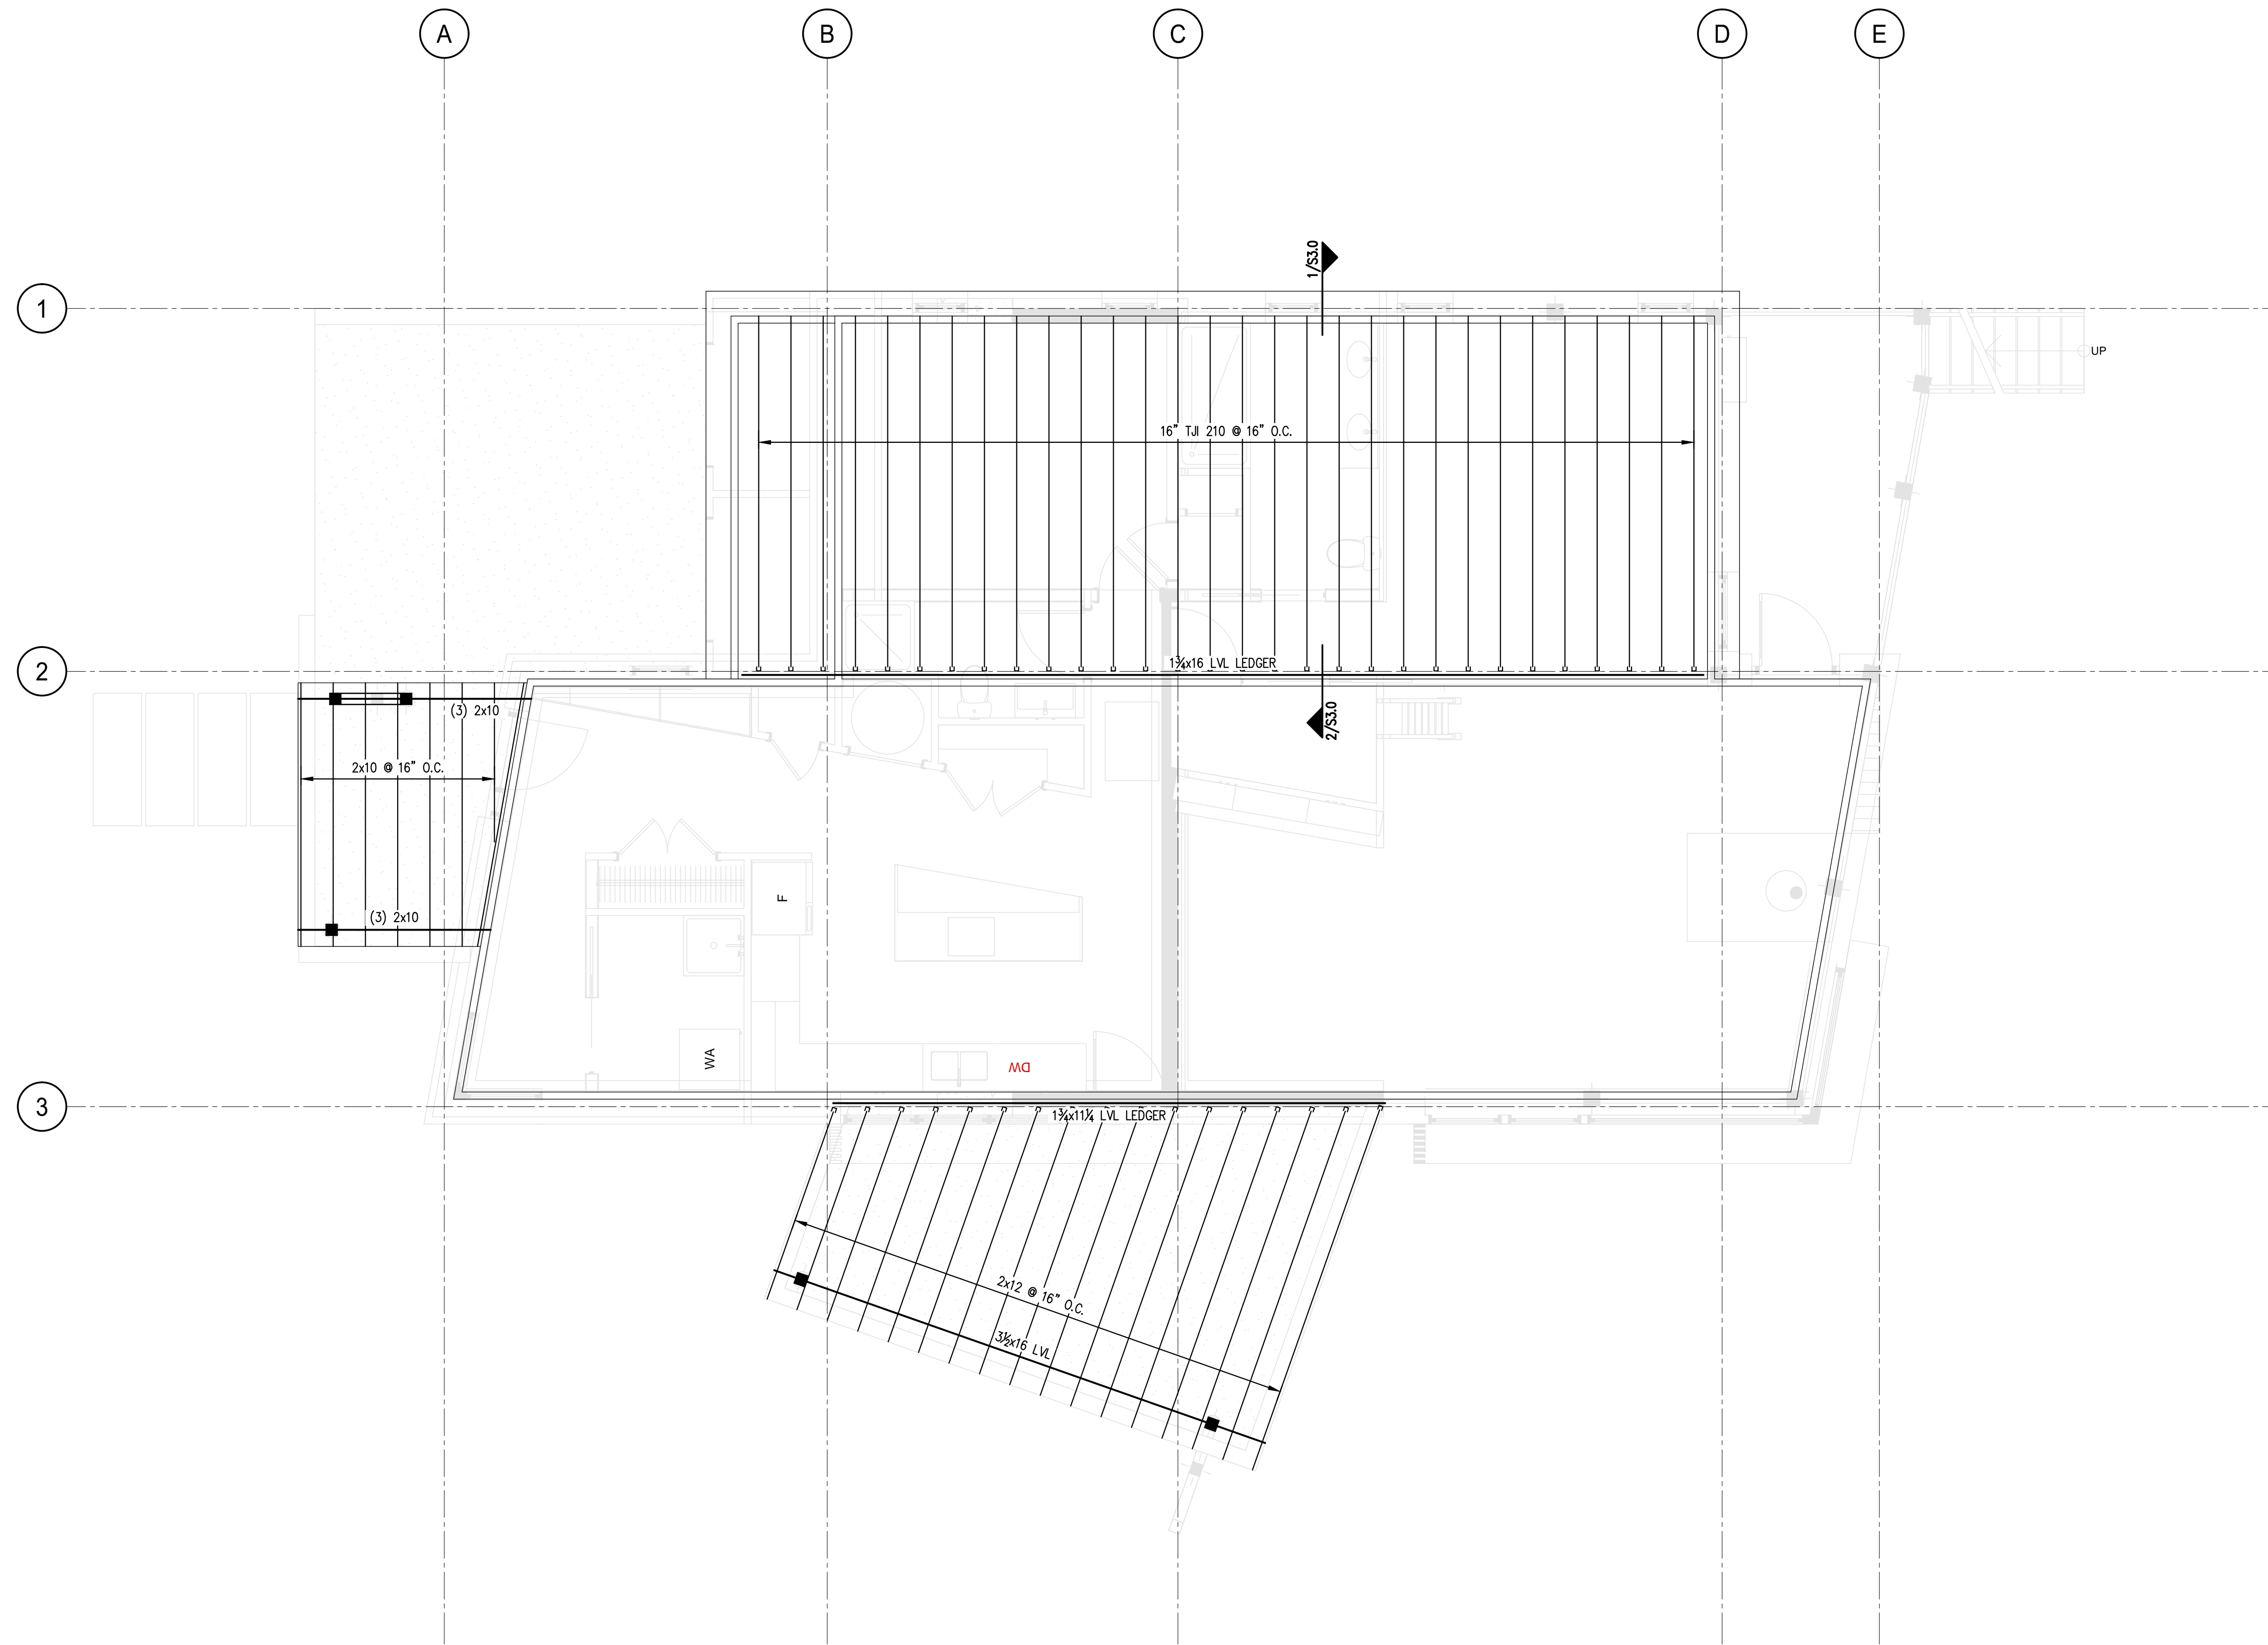 A
B
C
D
E
1
1/S3.0
UP
16" TJI 210 @ 16" O.C.
2
1¾x16 LVL LEDGER
(3) 2x10
2/S3.0
2x10 @ 16" O.C.
F
(3) 2x10
WA
DW
3
1¾x11¼ LVL LEDGER
2x12 @ 16" O.C.
3½x16 LVL